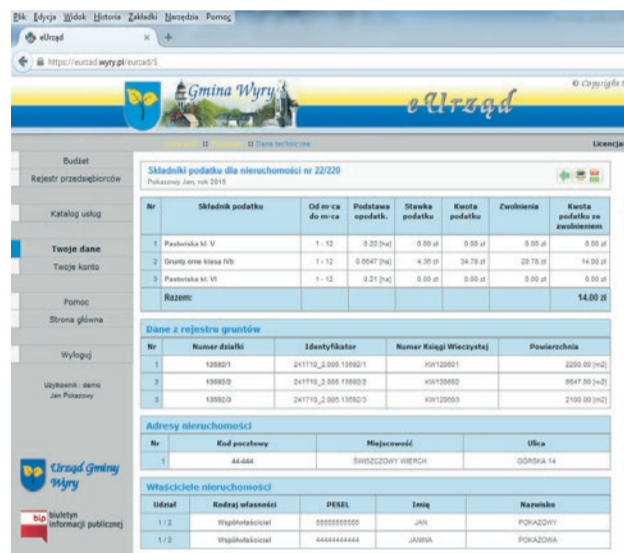 Plik Edycja Widok Historia Zakładki Narzędzia Pomoc
eUrząd × +
https://eurzad.wyry.pl/eurzad/5
Gmina Wyry
eUrząd
© Copyright
II II Dane techniczne
Licencja
Budżet
Rejestr przedsiębiorców
Katalog usług
Twoje dane
Twoje konto
Pomoc
Strona główna
Wyloguj
Użytkownik : demo
Jan Pokazowy
Urząd Gminy
Wyry
bip biuletyn
informacji publicznej
Składniki podatku dla nieruchomości nr 22/220
Pokazowy Jan, rok 2015
Nr Składnik podatku Od m-ca do m-ca Podstawa opodatk. Stawka podatku Kwota podatku Zwolnienia Kwota podatku ze zwolnieniem
1 Pastwiska kl. V 1 - 12 0.22 [ha] 0.00 zł 0.00 zł 0.00 zł 0.00 zł
2 Grunty orne klasa IVb 1 - 12 0.6647 [ha] 4.36 zł 34.78 zł 20.78 zł 14.00 zł
3 Pastwiska kl. VI 1 - 12 0.21 [ha] 0.00 zł 0.00 zł 0.00 zł 0.00 zł
Razem: 14.00 zł
Dane z rejestru gruntów
Nr Numer działki Identyfikator Numer Księgi Wieczystej Powierzchnia
1 13592/1 241710_2.005.13592/1 KW120601 2200.00 [m2]
2 13592/2 241710_2.005.13592/2 KW120602 6647.00 [m2]
3 13592/3 241710_2.005.13592/3 KW120603 2100.00 [m2]
Adresy nieruchomości
Nr Kod pocztowy Miejscowość Ulica
1 44-444 ŚWISZCZOWY WIERCH GÓRSKA 14
Właściciele nieruchomości
Udział Rodzaj własności PESEL Imię Nazwisko
1 / 2 Współwłaściciel 55555555555 JAN POKAZOWY
1 / 2 Współwłaściciel 44444444444 JANINA POKAZOWA